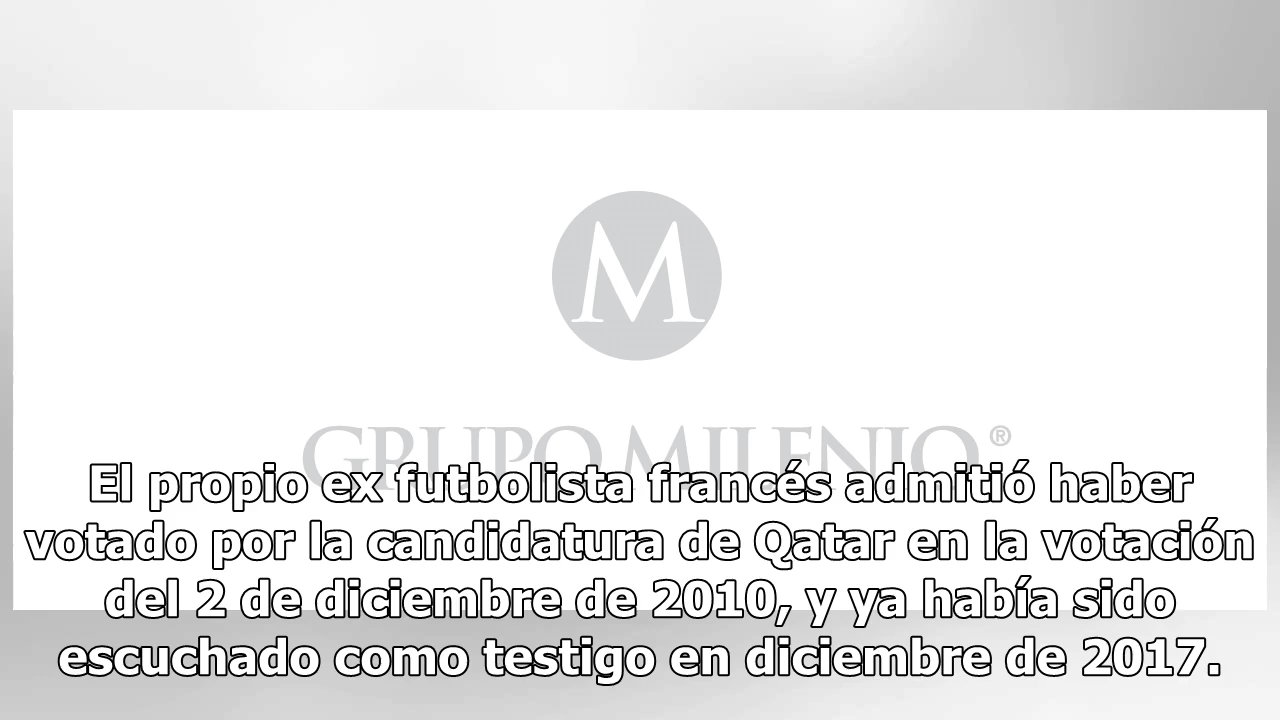 M
GRUPO MILENIO®
El propio ex futbolista francés admitió haber
votado por la candidatura de Qatar en la votación
del 2 de diciembre de 2010, y ya había sido
escuchado como testigo en diciembre de 2017.